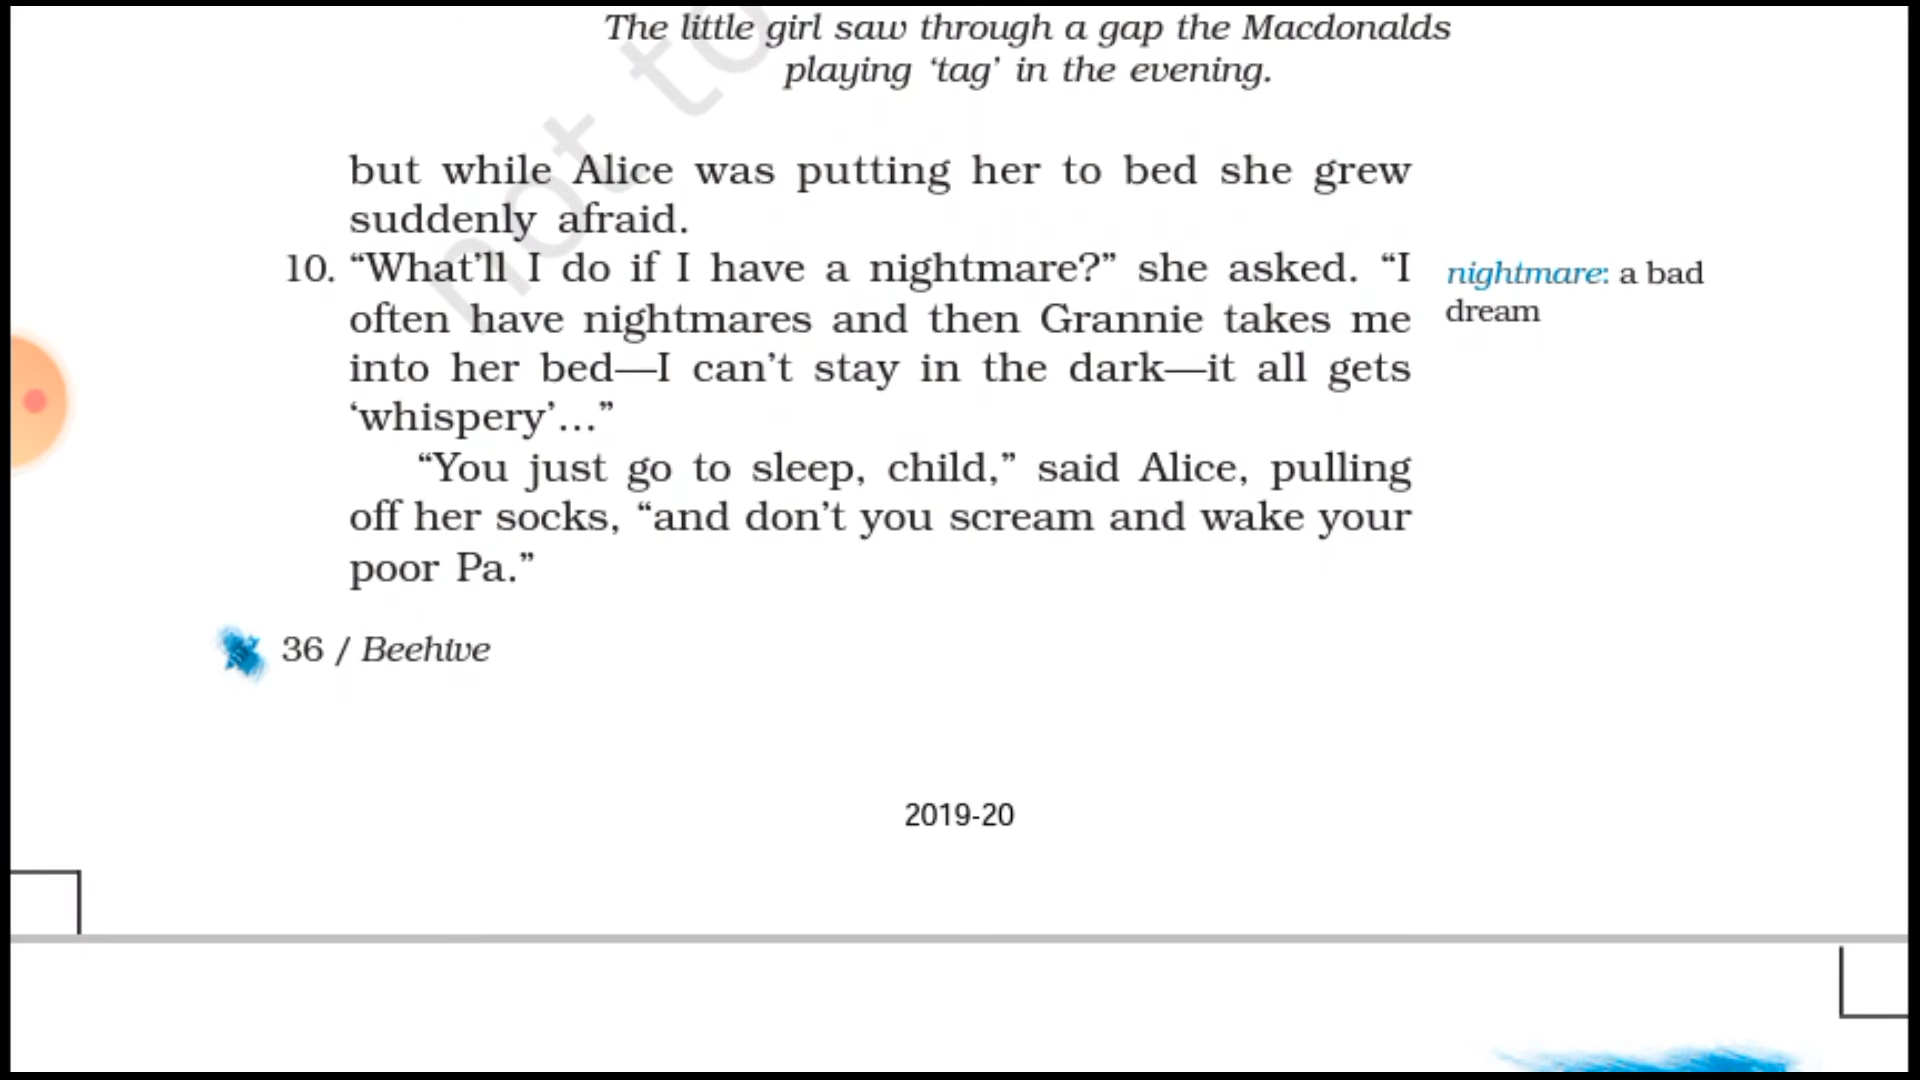 The little girl saw through a gap the Macdonalds
playing ‘tag’ in the evening.
not to
but while Alice was putting her to bed she grew
suddenly afraid.
10. “What’ll I do if I have a nightmare?” she asked. “I
often have nightmares and then Grannie takes me
into her bed—I can’t stay in the dark—it all gets
‘whispery’...”
nightmare: a bad
dream
“You just go to sleep, child,” said Alice, pulling
off her socks, “and don’t you scream and wake your
poor Pa.”
36 / Beehive
2019-20